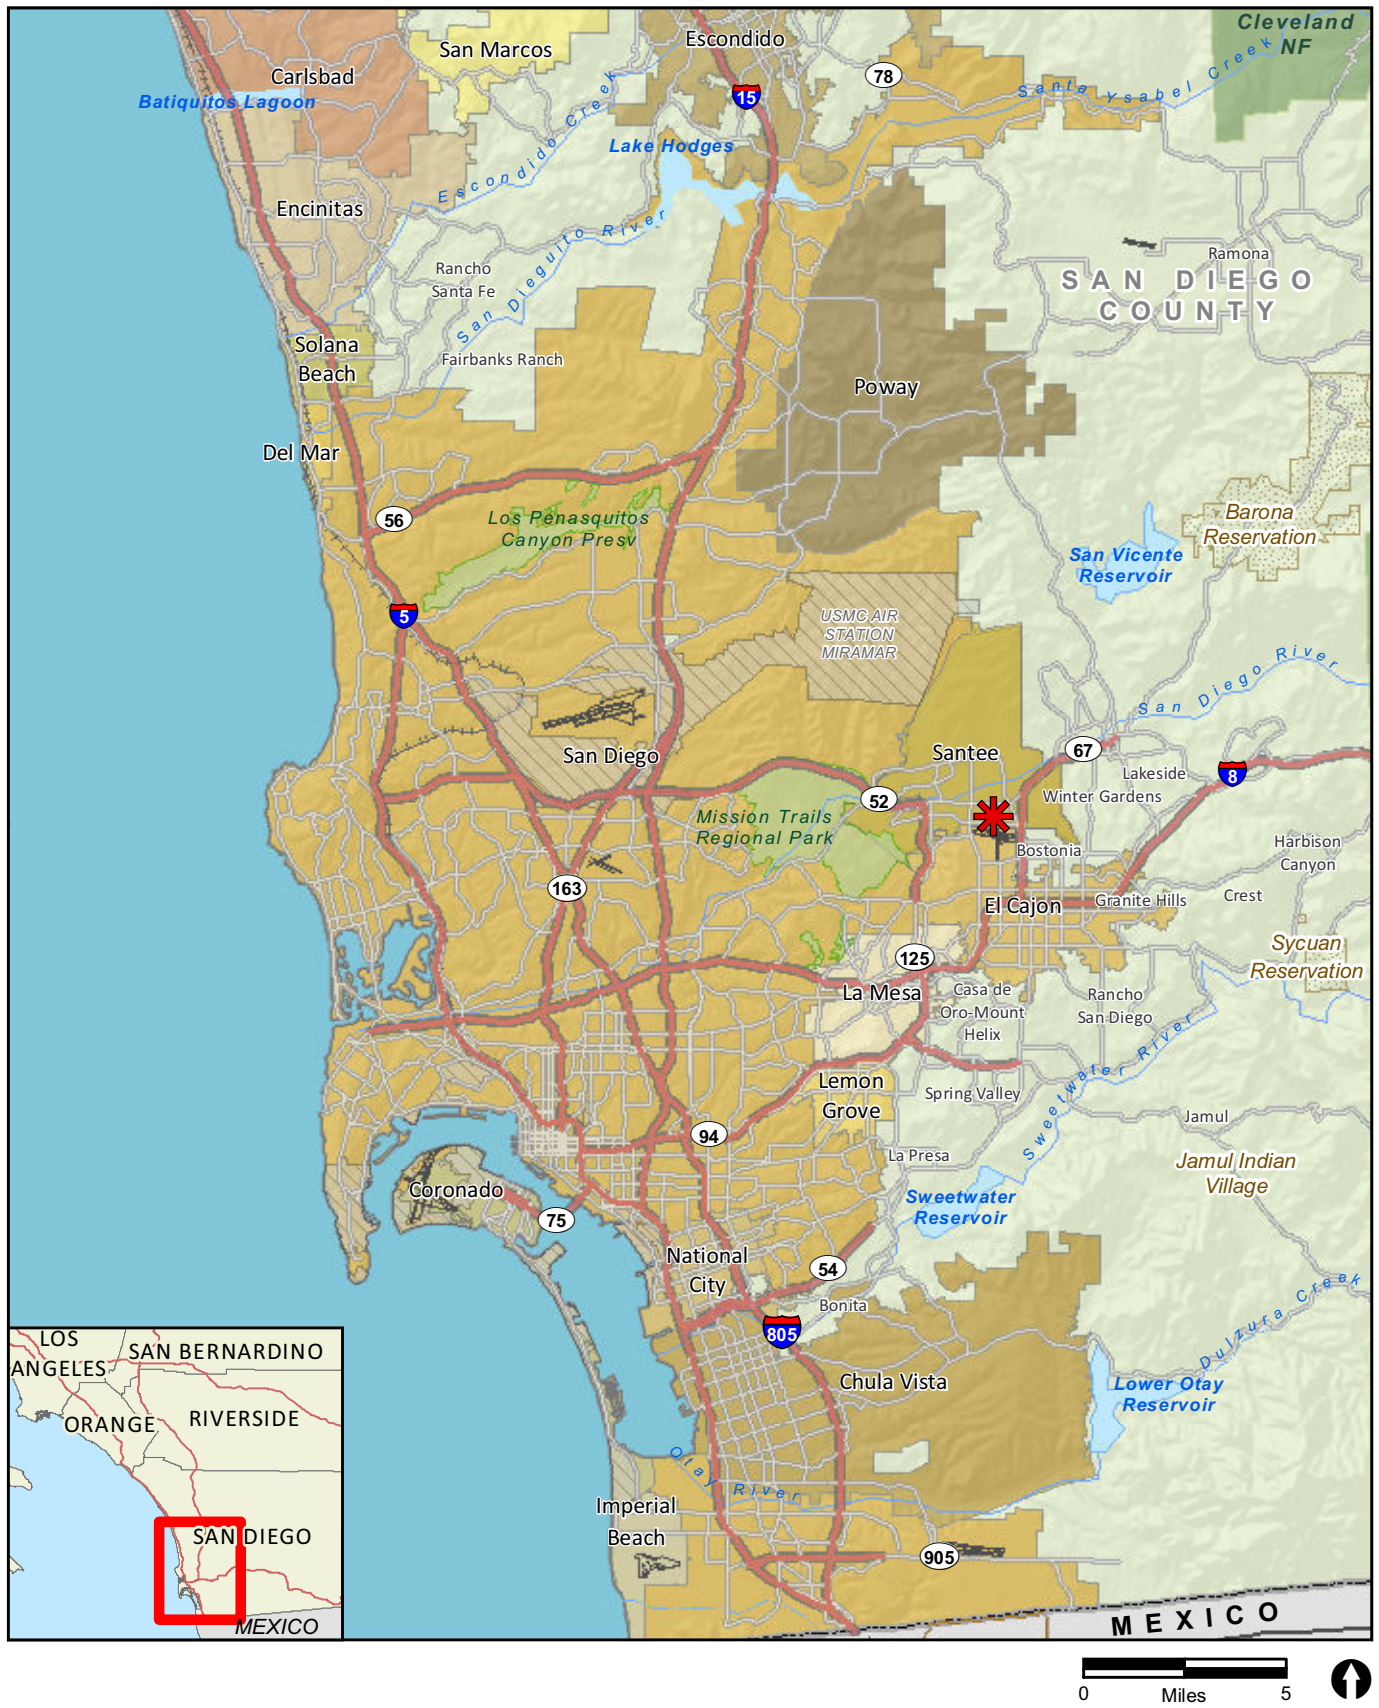 Cleveland
NF
Escondido
San Marcos
Carlsbad
78
15
Santa Ysabel Creek
Batiquitos Lagoon
Escondido Creek
Lake Hodges
Encinitas
San Dieguito River
Ramona
Rancho
Santa Fe
SAN DIEGO
COUNTY
Solana
Beach
Fairbanks Ranch
Poway
Del Mar
56
Los Penasquitos
Canyon Presv
Barona
Reservation
San Vicente
Reservoir
5
USMC AIR
STATION
MIRAMAR
San Diego River
San Diego
Santee
67
Lakeside
8
Winter Gardens
52
Mission Trails
Regional Park
Bostonia
Harbison
Canyon
163
El Cajon
Granite Hills
Crest
125
Sycuan
Reservation
La Mesa
Casa de
Oro-Mount
Helix
Rancho
San Diego
Sweetwater River
Lemon
Grove
Spring Valley
Jamul
94
La Presa
Jamul Indian
Village
Coronado
Sweetwater
Reservoir
75
National
City
54
Bonita
805
Dulzura Creek
Chula Vista
Lower Otay
Reservoir
Otay River
Imperial
Beach
905
MEXICO
LOS
ANGELES
SAN BERNARDINO
ORANGE
RIVERSIDE
SAN DIEGO
MEXICO
0 Miles 5